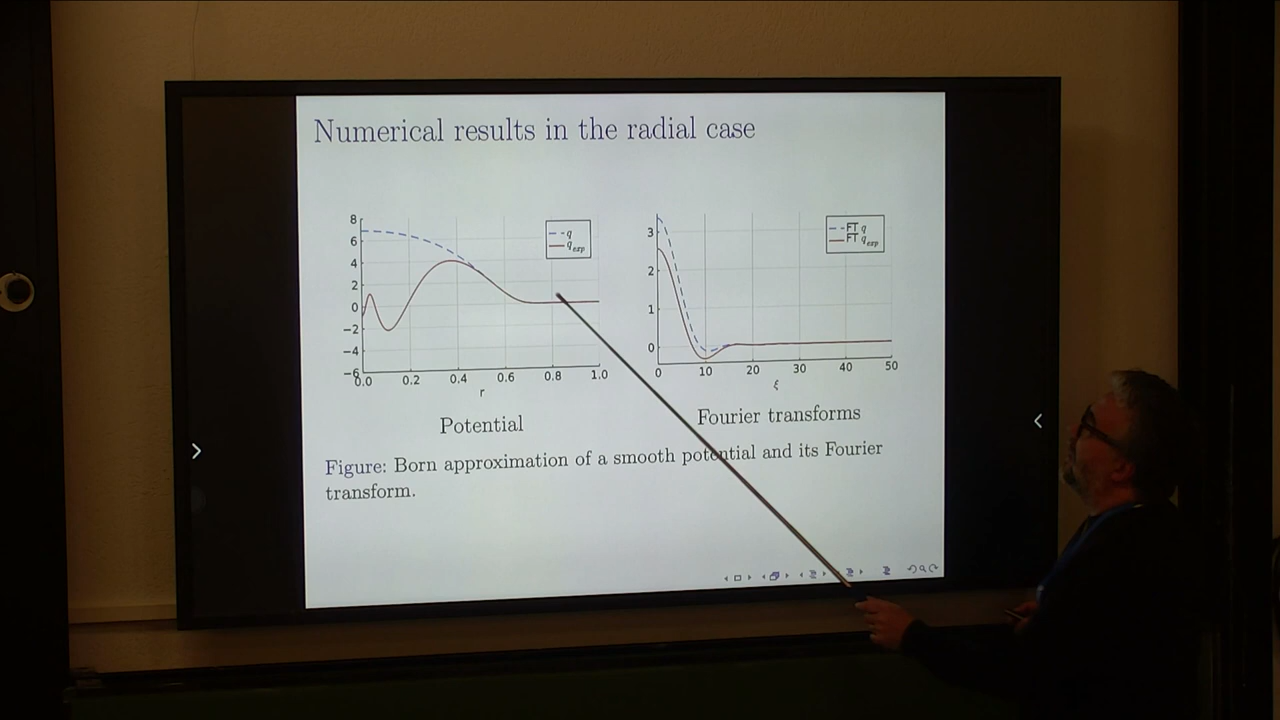 Numerical results in the radial case
8
6
4
2
0
−2
−4
−6
0.0 0.2 0.4 0.6 0.8 1.0
r
q
q_exp
Potential
3
2
1
0
0 10 20 30 40 50
ξ
FT q
FT q_exp
Fourier transforms
Figure: Born approximation of a smooth potential and its Fourier
transform.